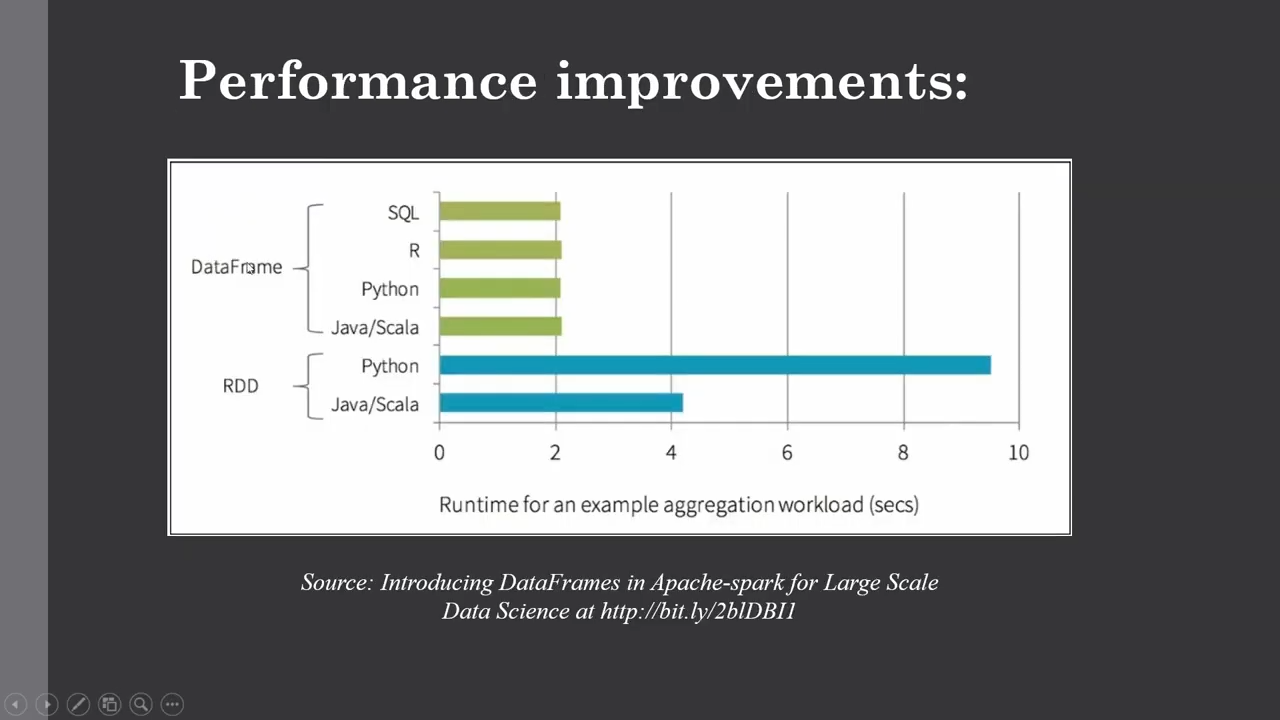 Performance improvements:
DataFrame
SQL
R
Python
Java/Scala
RDD
Python
Java/Scala
0 2 4 6 8 10
Runtime for an example aggregation workload (secs)
Source: Introducing DataFrames in Apache-spark for Large Scale
Data Science at http://bit.ly/2blDBI1